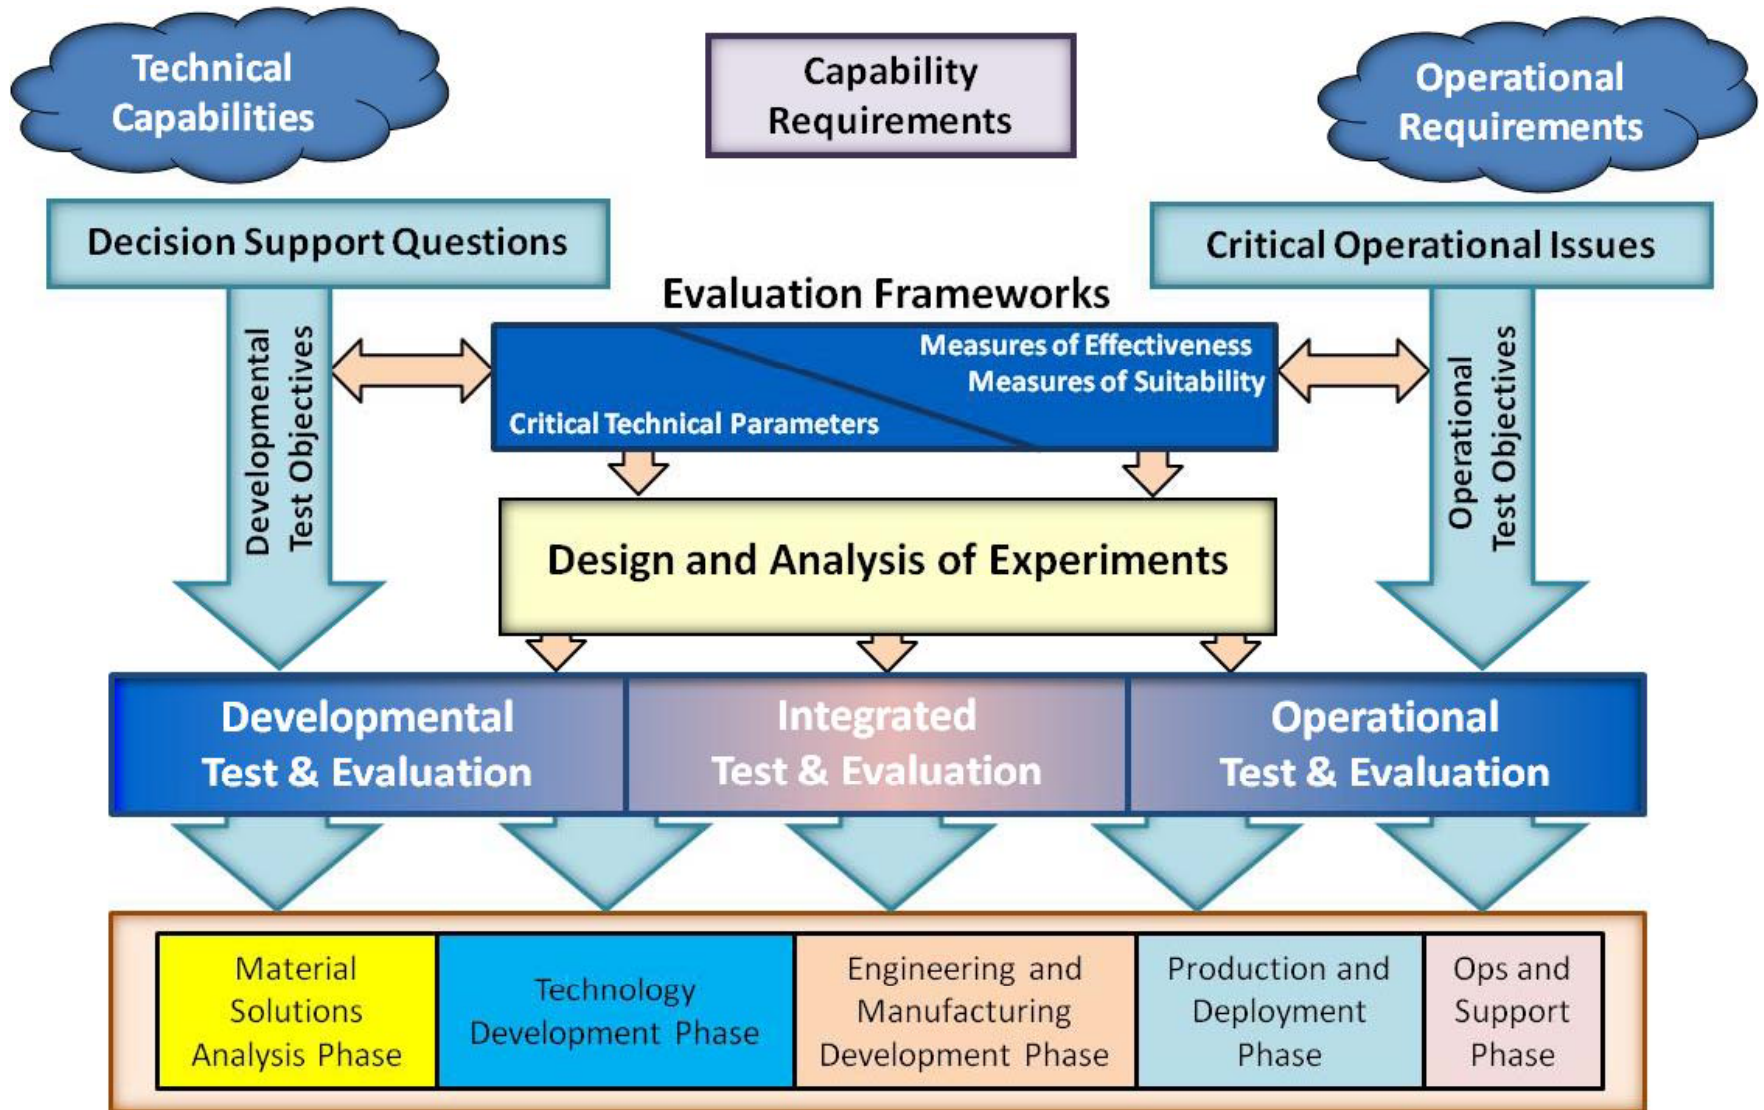 Technical
Capabilities
Capability
Requirements
Operational
Requirements
Decision Support Questions
Critical Operational Issues
Evaluation Frameworks
Developmental
Test Objectives
Measures of Effectiveness
Measures of Suitability
Critical Technical Parameters
Operational
Test Objectives
Design and Analysis of Experiments
Developmental
Test & Evaluation
Integrated
Test & Evaluation
Operational
Test & Evaluation
Material
Solutions
Analysis Phase
Technology
Development Phase
Engineering and
Manufacturing
Development Phase
Production and
Deployment
Phase
Ops and
Support
Phase